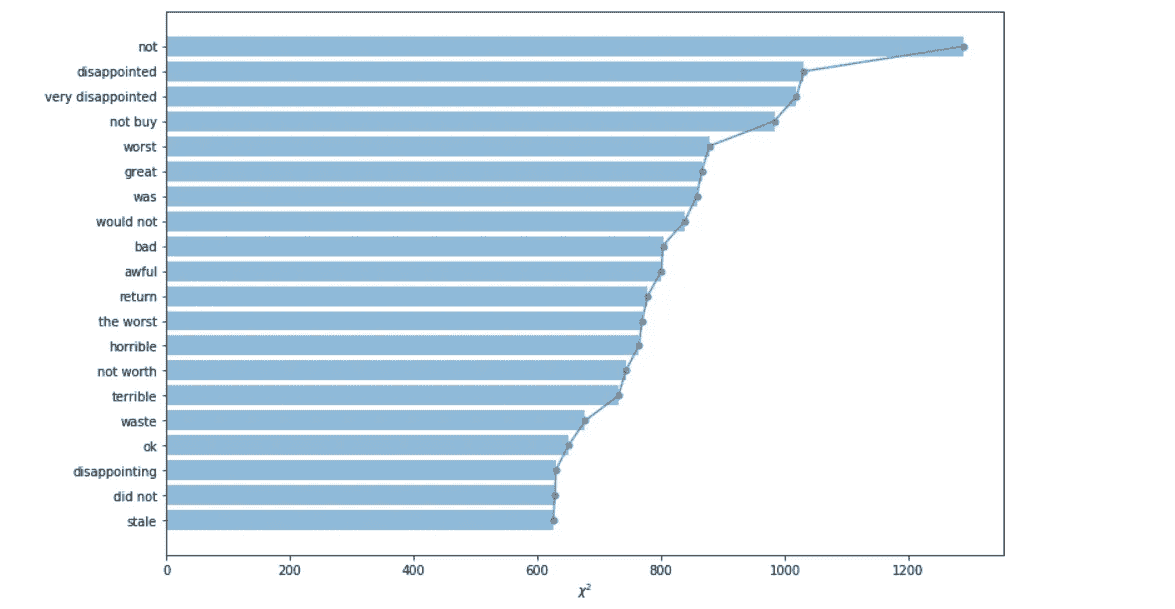 not
disappointed
very disappointed
not buy
worst
great
was
would not
bad
awful
return
the worst
horrible
not worth
terrible
waste
ok
disappointing
did not
stale
0 200 400 600 800 1000 1200
χ²